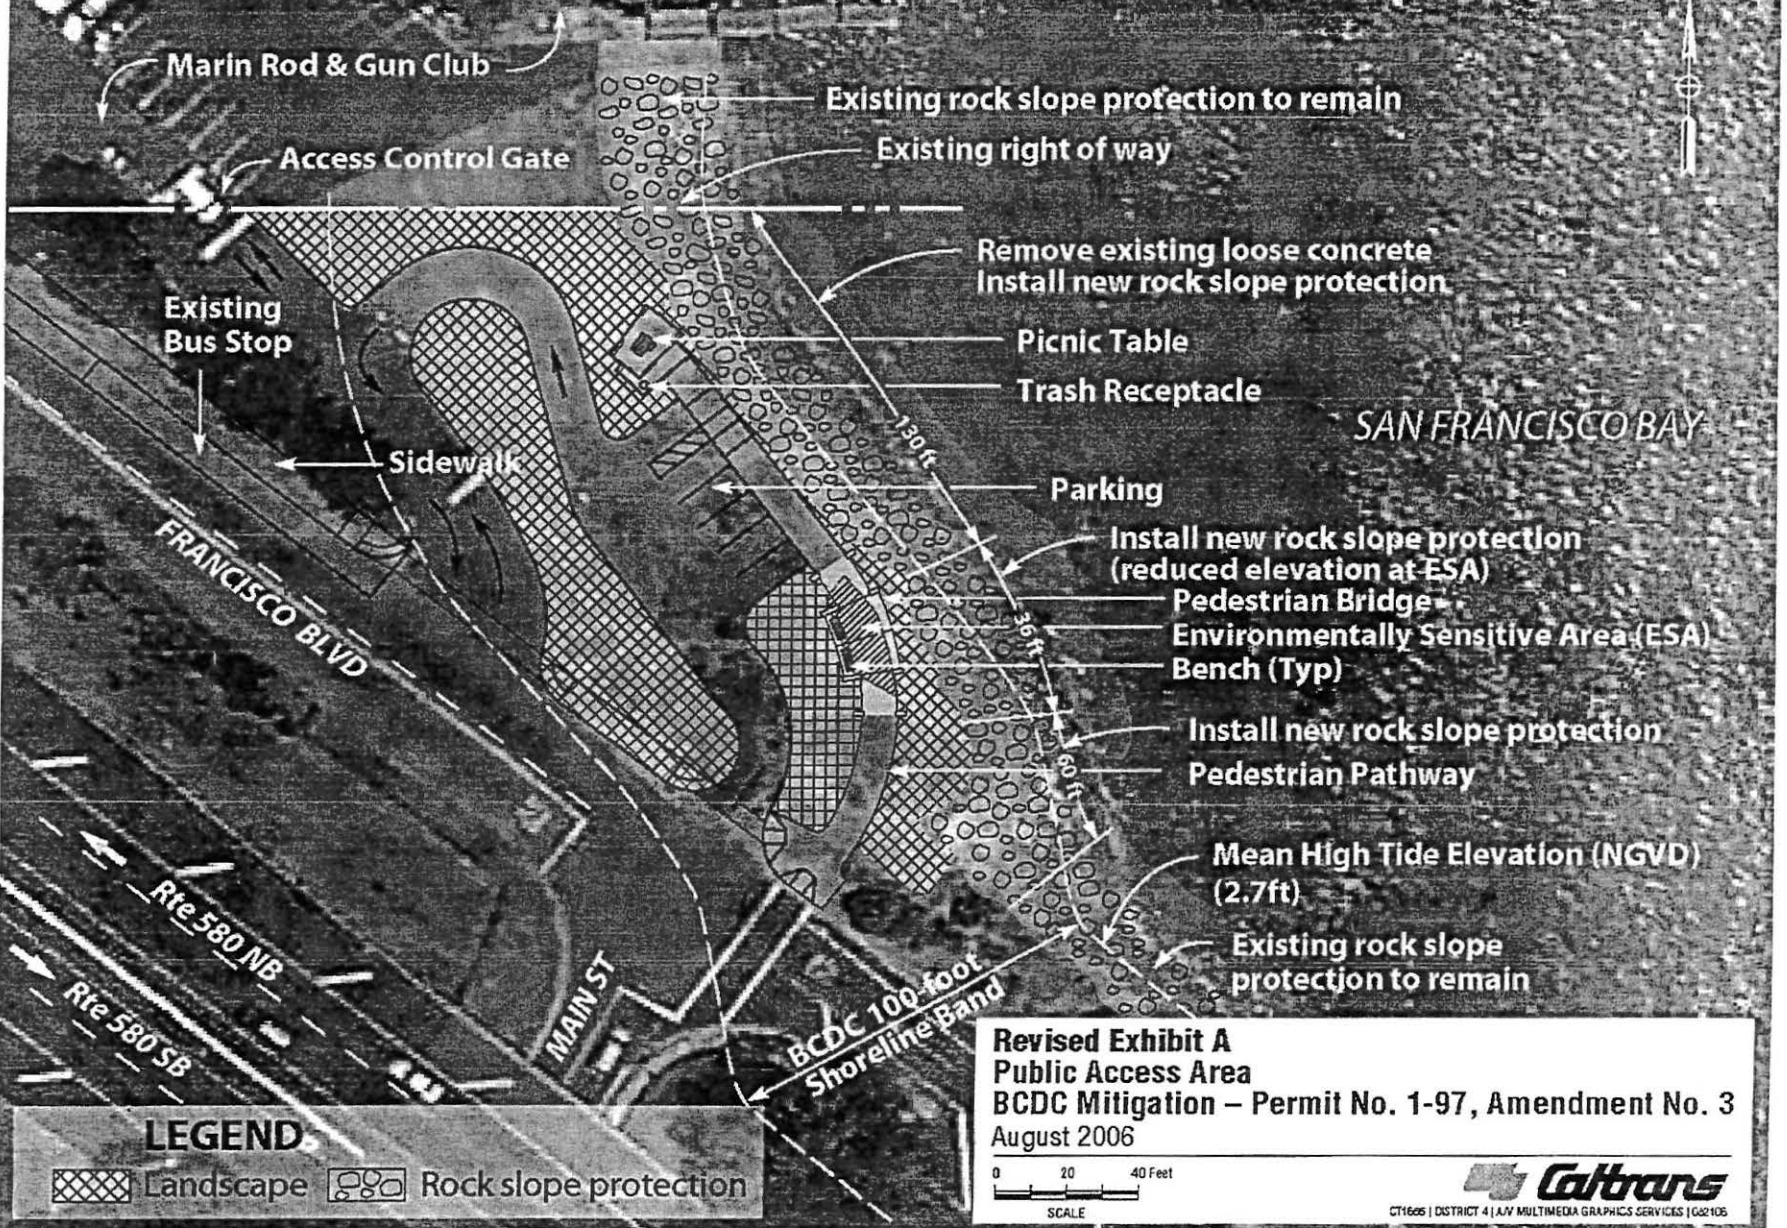 Marin Rod & Gun Club
Existing rock slope protection to remain
Existing right of way
Access Control Gate
Remove existing loose concrete
Install new rock slope protection
Existing
Bus Stop
Picnic Table
Trash Receptacle
130 ft
SAN FRANCISCO BAY
Sidewalk
Parking
Install new rock slope protection
(reduced elevation at ESA)
Pedestrian Bridge
36 ft
Environmentally Sensitive Area (ESA)
Bench (Typ)
FRANCISCO BLVD
Install new rock slope protection
60 ft
Pedestrian Pathway
Mean High Tide Elevation (NGVD)
(2.7ft)
Existing rock slope
protection to remain
Rte 580 NB
Rte 580 SB
MAIN ST
BCDC 100-foot
Shoreline Band
Revised Exhibit A
Public Access Area
BCDC Mitigation – Permit No. 1-97, Amendment No. 3
August 2006
0 20 40 Feet
SCALE
Caltrans
CT1665 | DISTRICT 4 | A/V MULTIMEDIA GRAPHICS SERVICES |
LEGEND
Landscape
Rock slope protection